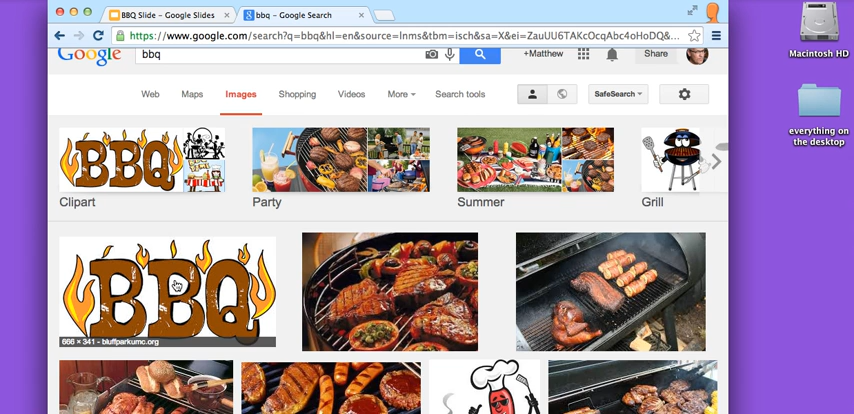 BBQ Slide - Google Slides
bbq - Google Search
https://www.google.com/search?q=bbq&hl=en&source=lnms&tbm=isch&sa=X&ei=ZauUU6TAKcOcqAbc4oHoDQ&...
Google
bbq
+Matthew
Share
Web
Maps
Images
Shopping
Videos
More
Search tools
SafeSearch
BBQ
Clipart
Party
Summer
Grill
BBQ
666 × 341 - bluffparkumc.org
Macintosh HD
everything on
the desktop